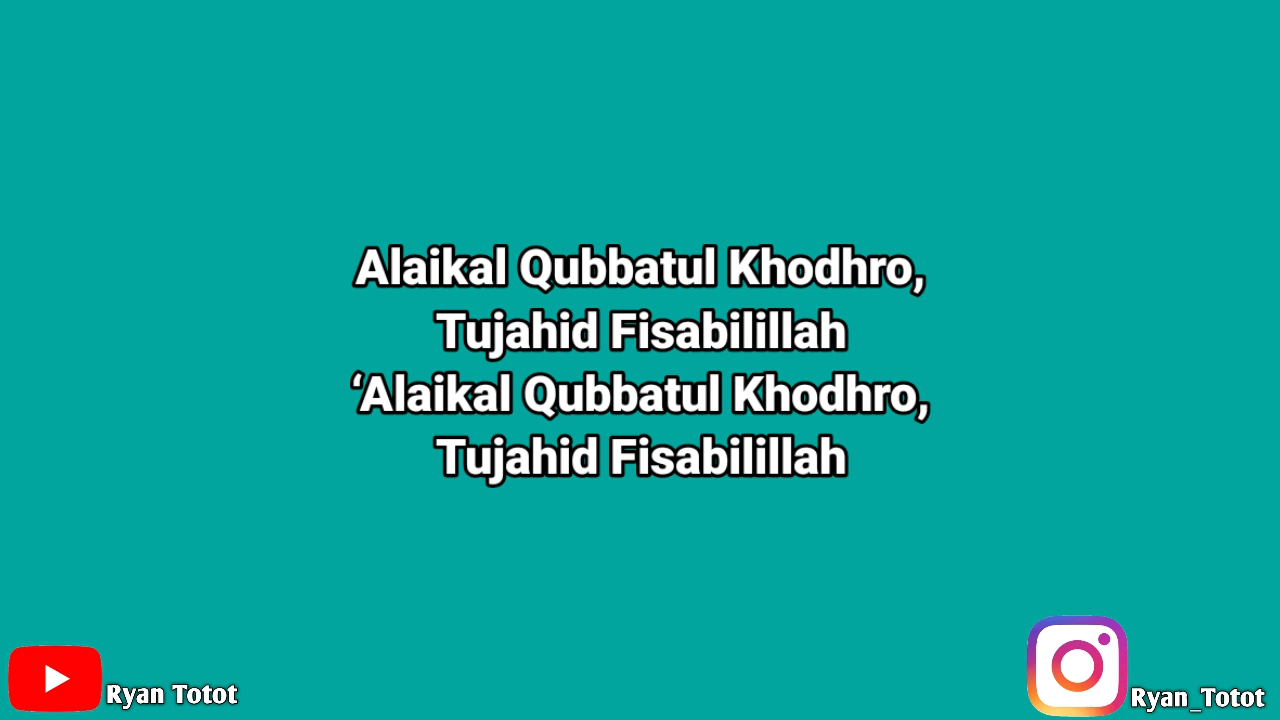 Alaikal Qubbatul Khodhro,
Tujahid Fisabilillah
‘Alaikal Qubbatul Khodhro,
Tujahid Fisabilillah
Ryan Totot
Ryan_Totot